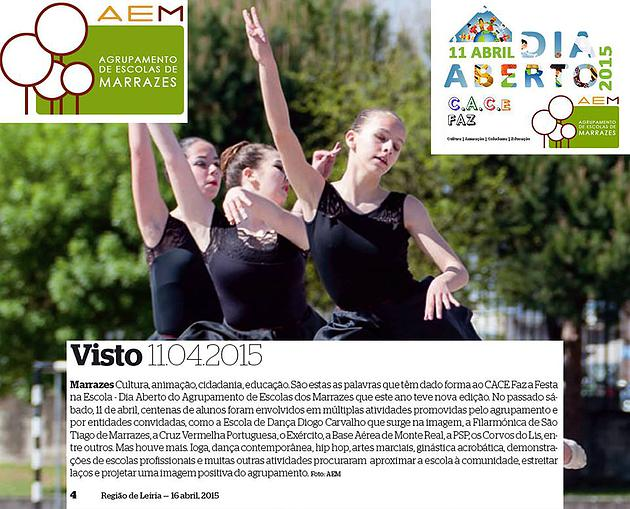 AEM
AGRUPAMENTO
DE ESCOLAS DE
MARRAZES
11 ABRIL DIA
ABERTO 2015
C.A.C.E
FAZ
AEM
AGRUPAMENTO
DE ESCOLAS DE
MARRAZES
Cultura | Animação | Cidadania | Educação
Visto 11.04.2015
Marrazes Cultura, animação, cidadania, educação. São estas as palavras que têm dado forma ao CACE Faz a Festa
na Escola - Dia Aberto do Agrupamento de Escolas dos Marrazes que este ano teve nova edição. No passado sá-
bado, 11 de abril, centenas de alunos foram envolvidos em múltiplas atividades promovidas pelo agrupamento e
por entidades convidadas, como a Escola de Dança Diogo Carvalho que surge na imagem, a Filarmónica de São
Tiago de Marrazes, a Cruz Vermelha Portuguesa, o Exército, a Base Aérea de Monte Real, a PSP, os Corvos do Lis, en-
tre outros. Mas houve mais. Ioga, dança contemporânea, hip hop, artes marciais, ginástica acrobática, demonstra-
ções de escolas profissionais e muitas outras atividades procuraram aproximar a escola à comunidade, estreitar
laços e projetar uma imagem positiva do agrupamento. Foto: AEM
4 Região de Leiria — 16 abril, 2015